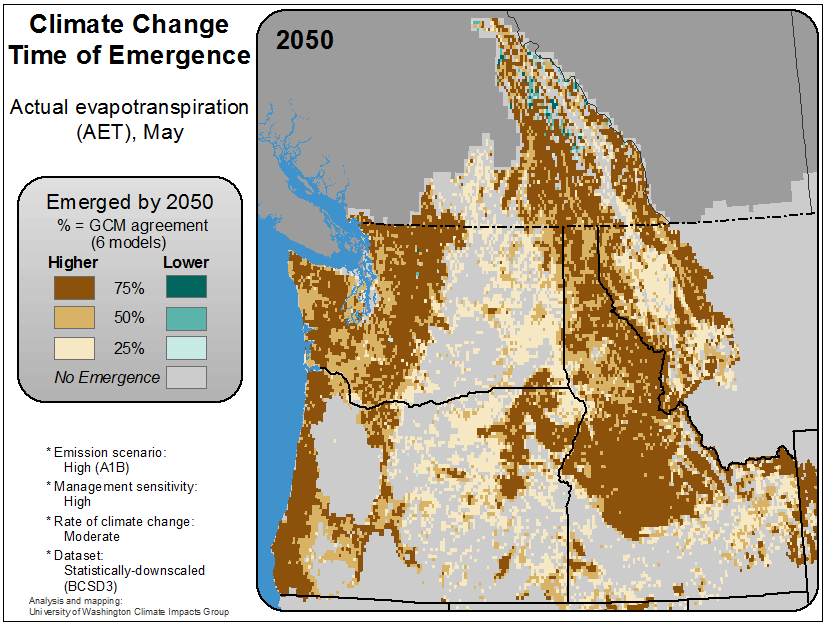 Climate Change
Time of Emergence
Actual evapotranspiration
(AET), May
Emerged by 2050
% = GCM agreement
(6 models)
Higher Lower
75%
50%
25%
No Emergence
* Emission scenario:
High (A1B)
* Management sensitivity:
High
* Rate of climate change:
Moderate
* Dataset:
Statistically-downscaled
(BCSD3)
Analysis and mapping:
University of Washington Climate Impacts Group
2050